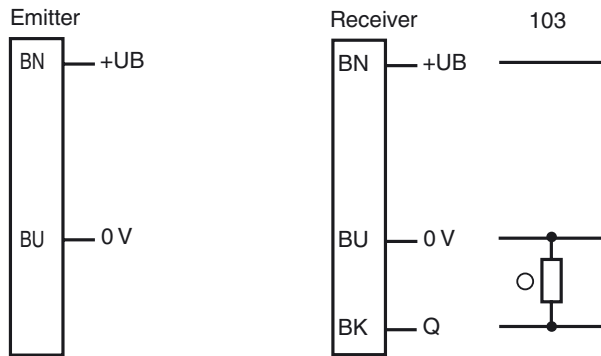 Emitter
BN +UB
BU 0 V
Receiver
BN +UB
BU 0 V
BK Q
103